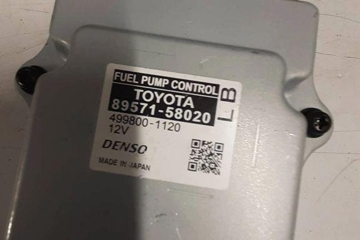 FUEL PUMP CONTROL
TOYOTA
89571-58020
499800-1120
12V
DENSO
MADE IN JAPAN
LB